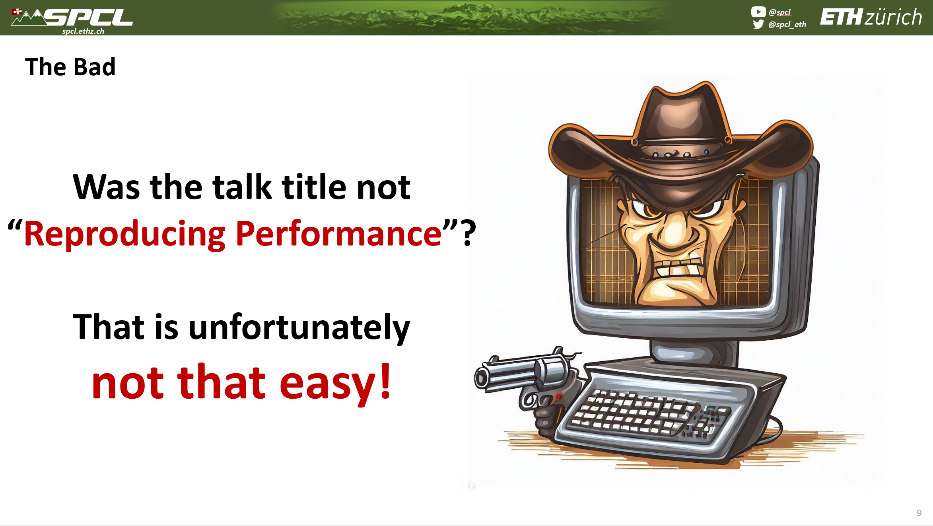 SPCL
spcl.ethz.ch
@spcl
@spcl_eth
ETH zürich
The Bad
Was the talk title not
“Reproducing Performance”?
That is unfortunately
not that easy!
9